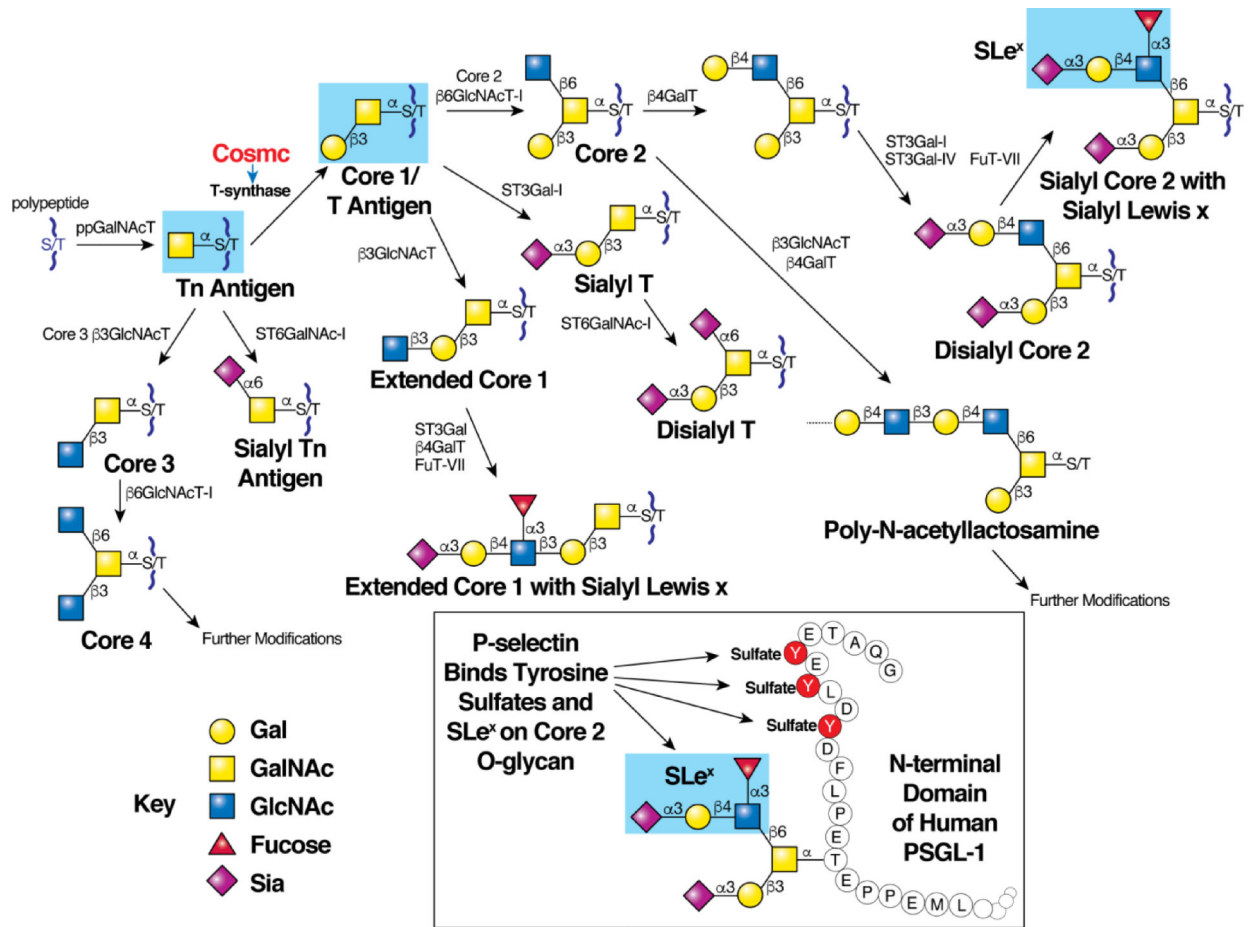 SLeˣ
α3
α3
β4
β6
α
S/T
α3
β3
Sialyl Core 2 with
Sialyl Lewis x
Core 2
β6GlcNAcT-I
β6
α
S/T
β3
Core 2
β4GalT
β4
β6
α
S/T
β3
ST3Gal-I
ST3Gal-IV
FuT-VII
α
S/T
β3
Core 1/
T Antigen
Cosmc
T-synthase
polypeptide
S/T
ppGalNAcT
α
S/T
Tn Antigen
ST3Gal-I
α
S/T
α3
β3
Sialyl T
β3GlcNAcT
β3GlcNAcT
β4GalT
α3
β4
β6
α
S/T
α3
β3
Disialyl Core 2
Core 3 β3GlcNAcT
ST6GalNAc-I
α6
α
S/T
Sialyl Tn
Antigen
α
S/T
β3
β3
Extended Core 1
ST6GalNAc-I
α6
α
S/T
α3
β3
Disialyl T
α
S/T
β3
Core 3
β6GlcNAcT-I
β6
α
S/T
β3
Core 4
Further Modifications
ST3Gal
β4GalT
FuT-VII
α3
α3
β4
β3
β3
α
S/T
Extended Core 1 with Sialyl Lewis x
β4
β3
β4
β6
α
S/T
β3
Poly-N-acetyllactosamine
Further Modifications
Key
Gal
GalNAc
GlcNAc
Fucose
Sia
P-selectin
Binds Tyrosine
Sulfates and
SLeˣ on Core 2
O-glycan
Sulfate
Sulfate
Sulfate
G
Q
A
T
E
Y
E
Y
L
D
Y
D
F
L
P
E
T
E
P
P
E
M
L
SLeˣ
α3
α3
β4
β6
α
α3
β3
N-terminal
Domain
of Human
PSGL-1